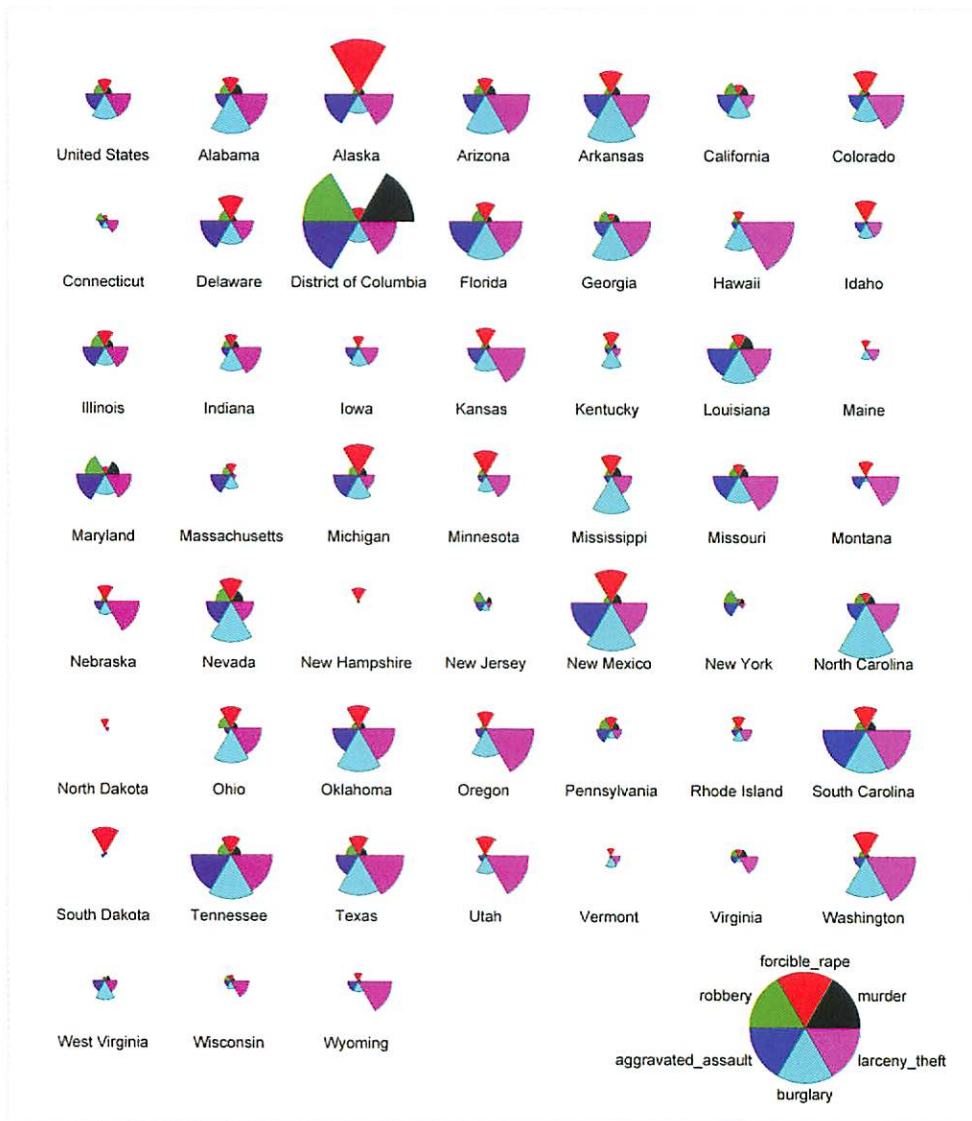 United States Alabama Alaska Arizona Arkansas California Colorado
Connecticut Delaware District of Columbia Florida Georgia Hawaii Idaho
Illinois Indiana Iowa Kansas Kentucky Louisiana Maine
Maryland Massachusetts Michigan Minnesota Mississippi Missouri Montana
Nebraska Nevada New Hampshire New Jersey New Mexico New York North Carolina
North Dakota Ohio Oklahoma Oregon Pennsylvania Rhode Island South Carolina
South Dakota Tennessee Texas Utah Vermont Virginia Washington
West Virginia Wisconsin Wyoming
forcible_rape
robbery murder
aggravated_assault larceny_theft
burglary